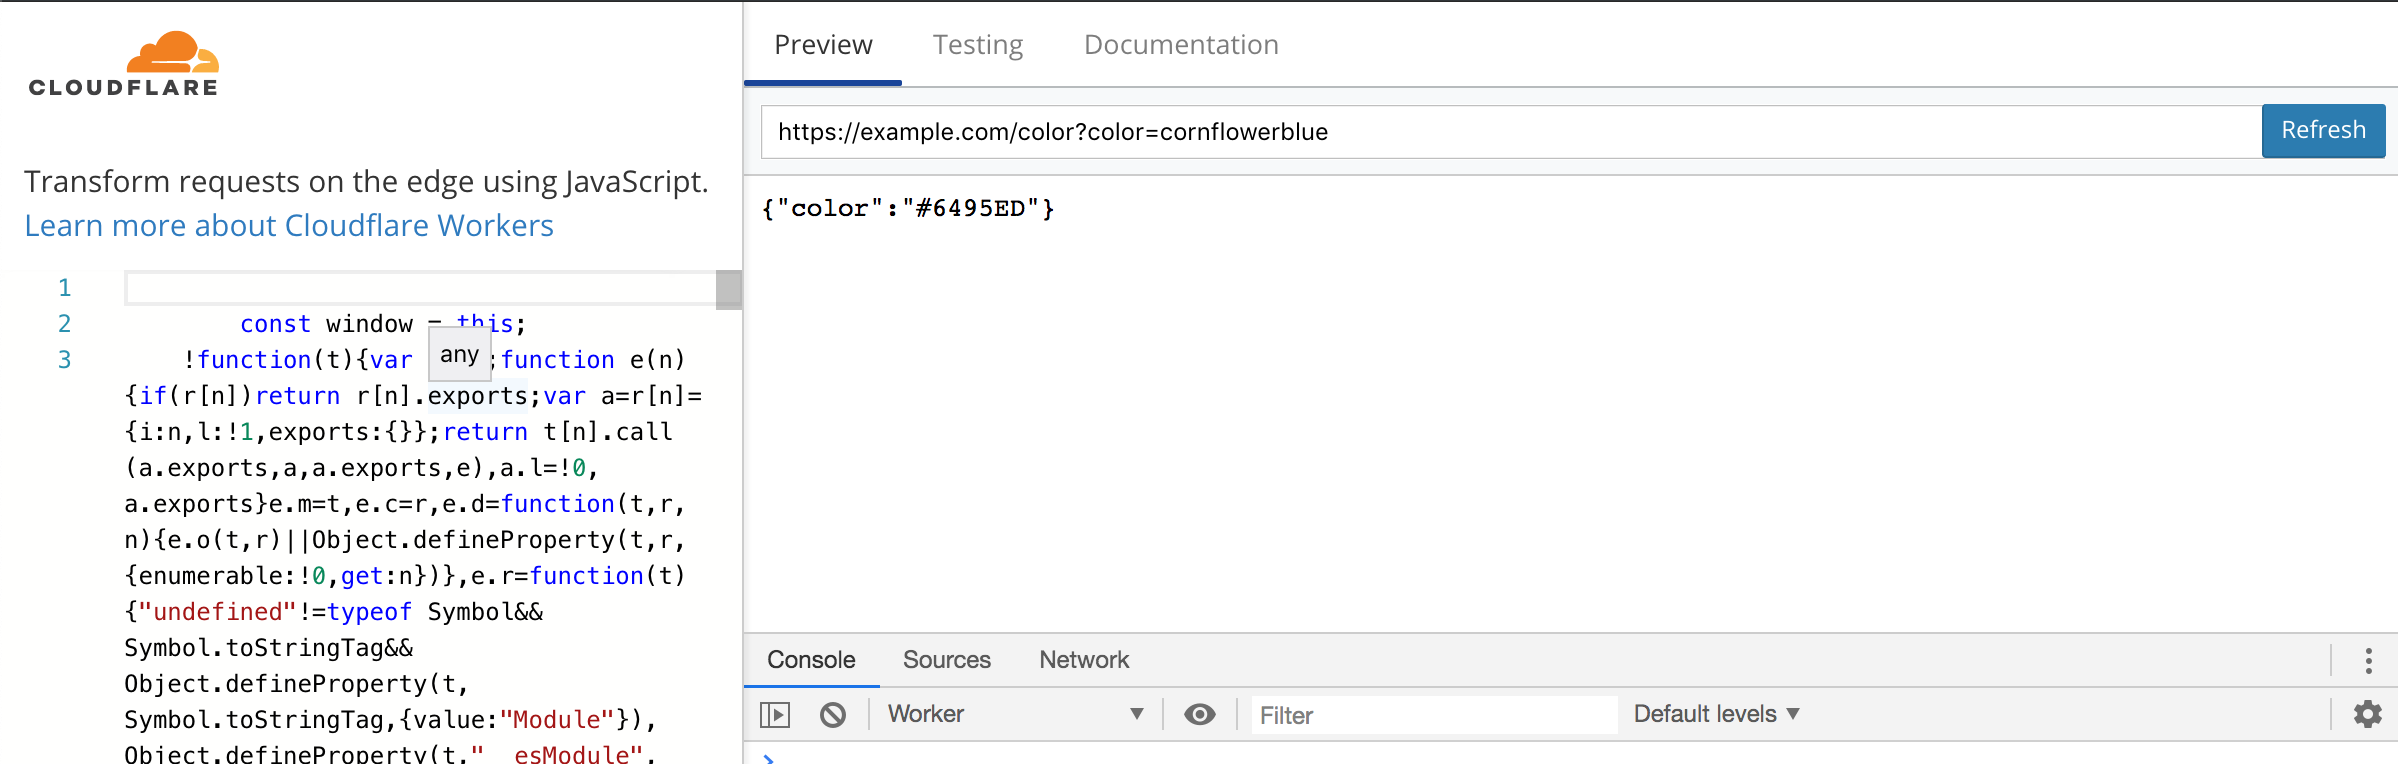 CLOUDFLARE
Transform requests on the edge using JavaScript.
Learn more about Cloudflare Workers
1
2 const window = this;
any
3 !function(t){var ;function e(n)
{if(r[n])return r[n].exports;var a=r[n]=
{i:n,l:!1,exports:{}};return t[n].call
(a.exports,a,a.exports,e),a.l=!0,
a.exports}e.m=t,e.c=r,e.d=function(t,r,
n){e.o(t,r)||Object.defineProperty(t,r,
{enumerable:!0,get:n})},e.r=function(t)
{"undefined"!=typeof Symbol&&
Symbol.toStringTag&&
Object.defineProperty(t,
Symbol.toStringTag,{value:"Module"}),
Object.defineProperty(t,"__esModule",
Preview Testing Documentation
https://example.com/color?color=cornflowerblue Refresh
{"color":"#6495ED"}
Console Sources Network
Worker ▼ Filter Default levels ▼